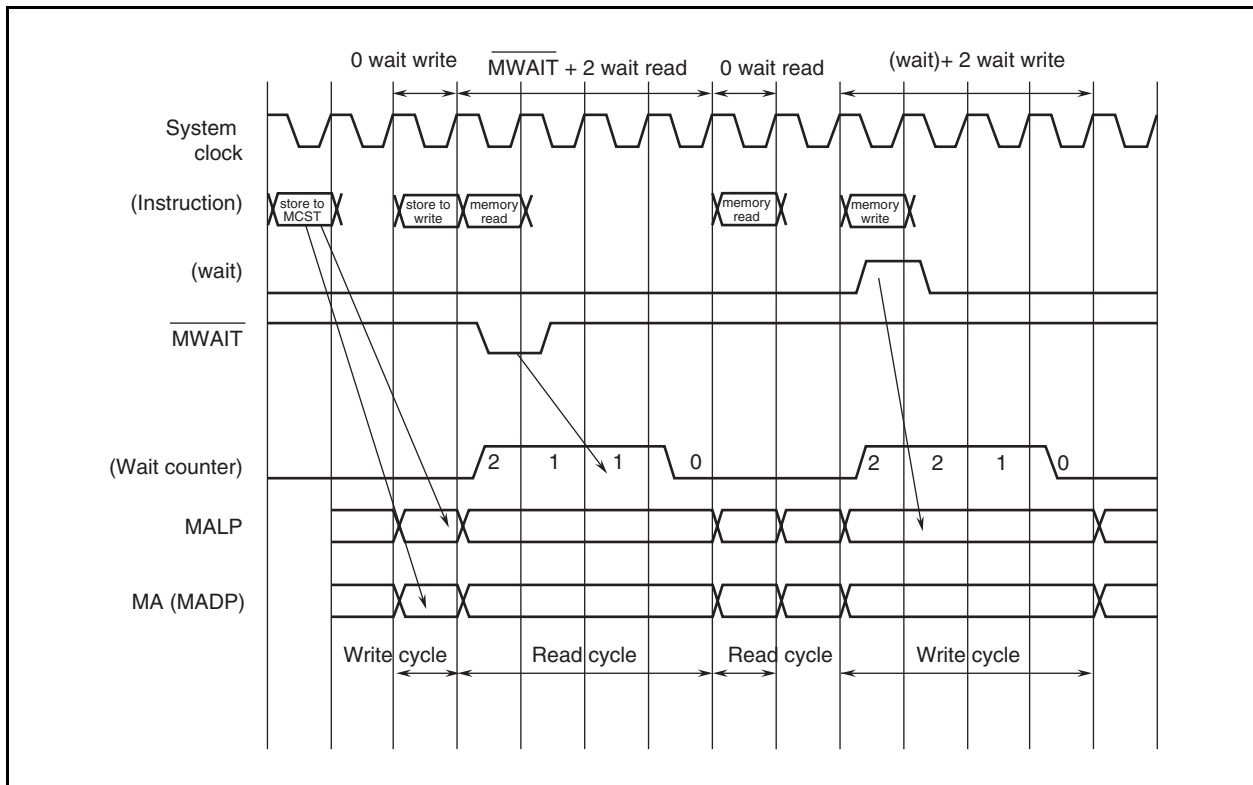 0 wait write
MWAIT + 2 wait read
0 wait read
(wait)+ 2 wait write
System
clock
(Instruction)
store to
MCST
store to
write
memory
read
memory
read
memory
write
(wait)
MWAIT
(Wait counter)
2 1 1 0 2 2 1 0
MALP
MA (MADP)
Write cycle Read cycle Read cycle Write cycle